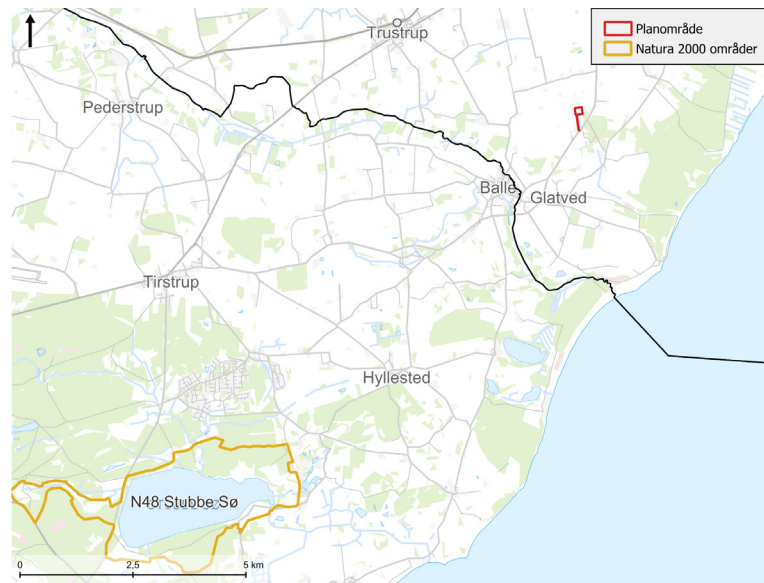 Trustrup
Planområde
Natura 2000 områder
Pederstrup
Balle
Glatved
Tirstrup
Hyllested
N48 Stubbe Sø
0 2,5 5 km